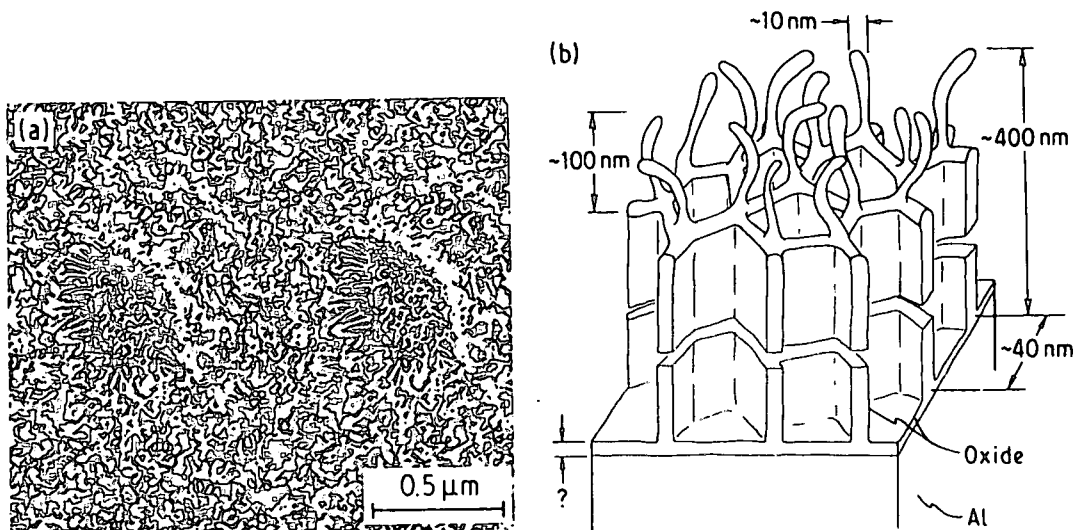 (a)
0.5 μm
(b)
~10 nm
~100 nm
~400 nm
~40 nm
Oxide
?
Al